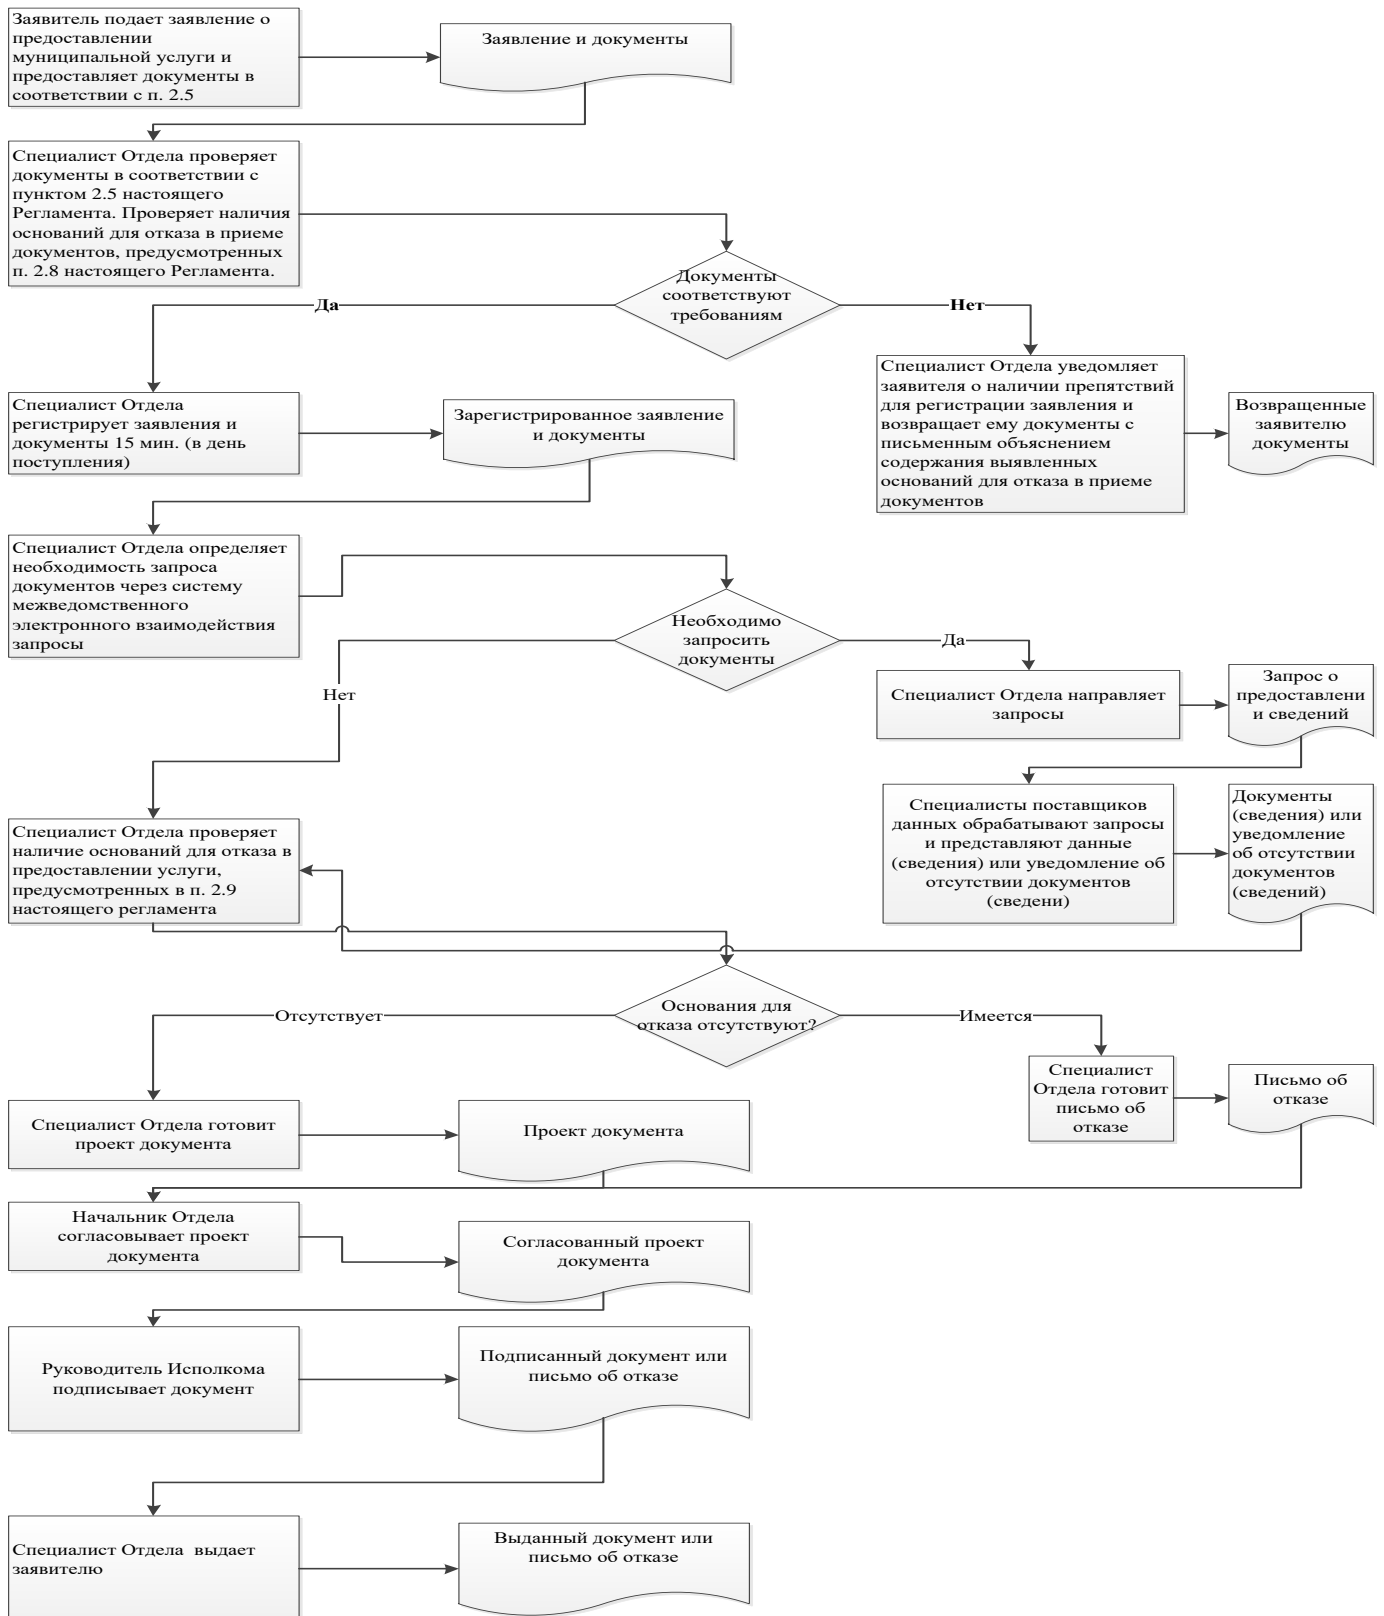 Заявитель подает заявление о
предоставлении
муниципальной услуги и
предоставляет документы в
соответствии с п. 2.5
Заявление и документы
Специалист Отдела проверяет
документы в соответствии с
пунктом 2.5 настоящего
Регламента. Проверяет наличия
оснований для отказа в приеме
документов, предусмотренных
п. 2.8 настоящего Регламента.
Документы
соответствуют
требованиям
Да
Нет
Специалист Отдела
регистрирует заявления и
документы 15 мин. (в день
поступления)
Зарегистрированное заявление
и документы
Специалист Отдела уведомляет
заявителя о наличии препятствий
для регистрации заявления и
возвращает ему документы с
письменным объяснением
содержания выявленных
оснований для отказа в приеме
документов
Возвращенные
заявителю
документы
Специалист Отдела определяет
необходимость запроса
документов через систему
межведомственного
электронного взаимодействия
запросы
Необходимо
запросить
документы
Да
Нет
Специалист Отдела направляет
запросы
Запрос о
предоставлени
и сведений
Специалисты поставщиков
данных обрабатывают запросы
и представляют данные
(сведения) или уведомление об
отсутствии документов
(сведени)
Документы
(сведения) или
уведомление
об отсутствии
документов
(сведений)
Специалист Отдела проверяет
наличие оснований для отказа в
предоставлении услуги,
предусмотренных в п. 2.9
настоящего регламента
Основания для
отказа отсутствуют?
Отсутствует
Имеется
Специалист
Отдела готовит
письмо об
отказе
Письмо об
отказе
Специалист Отдела готовит
проект документа
Проект документа
Начальник Отдела
согласовывает проект
документа
Согласованный проект
документа
Руководитель Исполкома
подписывает документ
Подписанный документ или
письмо об отказе
Специалист Отдела  выдает
заявителю
Выданный документ или
письмо об отказе